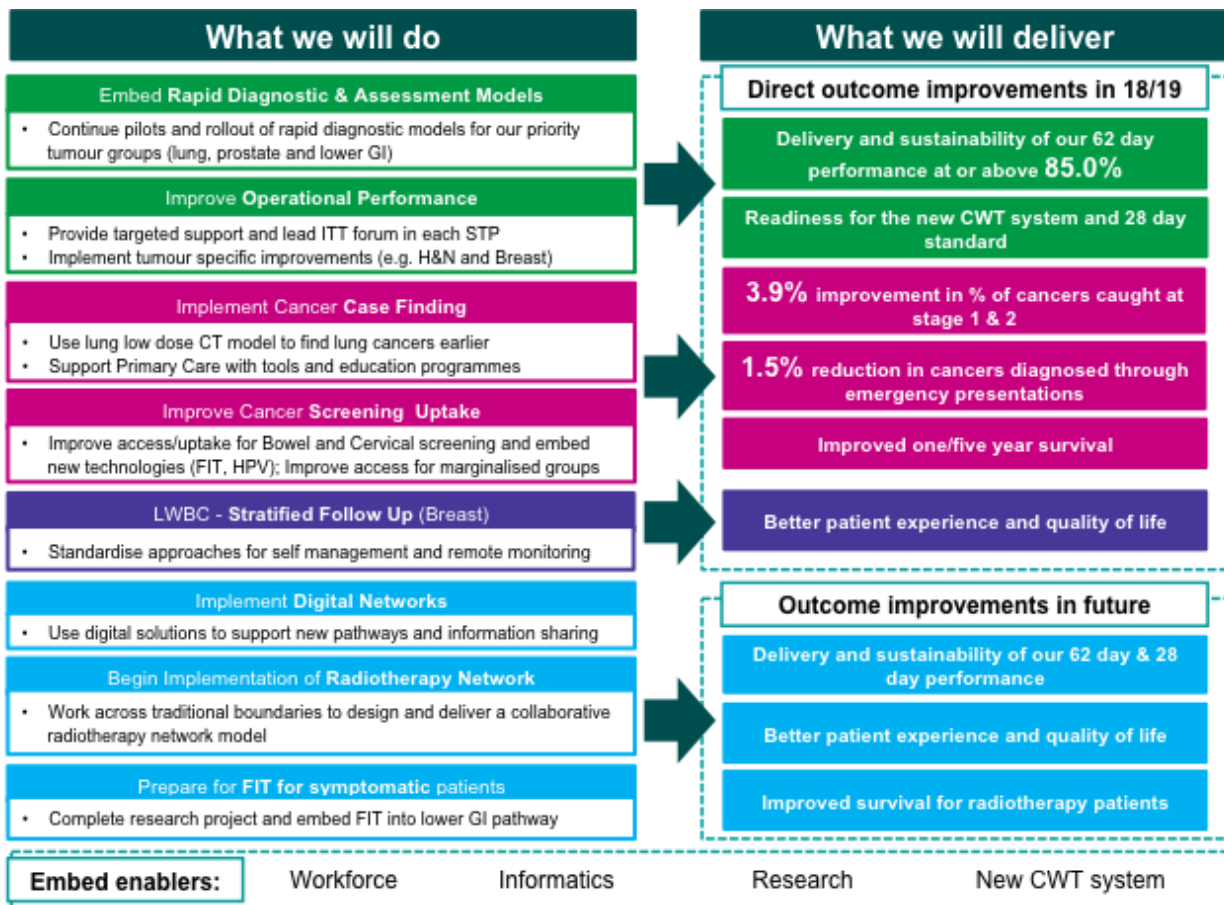 What we will do
Embed Rapid Diagnostic & Assessment Models
• Continue pilots and rollout of rapid diagnostic models for our priority
tumour groups (lung, prostate and lower GI)
Improve Operational Performance
• Provide targeted support and lead ITT forum in each STP
• Implement tumour specific improvements (e.g. H&N and Breast)
Implement Cancer Case Finding
• Use lung low dose CT model to find lung cancers earlier
• Support Primary Care with tools and education programmes
Improve Cancer Screening Uptake
• Improve access/uptake for Bowel and Cervical screening and embed
new technologies (FIT, HPV); Improve access for marginalised groups
LWBC - Stratified Follow Up (Breast)
• Standardise approaches for self management and remote monitoring
Implement Digital Networks
• Use digital solutions to support new pathways and information sharing
Begin Implementation of Radiotherapy Network
• Work across traditional boundaries to design and deliver a collaborative
radiotherapy network model
Prepare for FIT for symptomatic patients
• Complete research project and embed FIT into lower GI pathway
What we will deliver
Direct outcome improvements in 18/19
Delivery and sustainability of our 62 day
performance at or above 85.0%
Readiness for the new CWT system and 28 day
standard
3.9% improvement in % of cancers caught at
stage 1 & 2
1.5% reduction in cancers diagnosed through
emergency presentations
Improved one/five year survival
Better patient experience and quality of life
Outcome improvements in future
Delivery and sustainability of our 62 day & 28
day performance
Better patient experience and quality of life
Improved survival for radiotherapy patients
Embed enablers: Workforce Informatics Research New CWT system